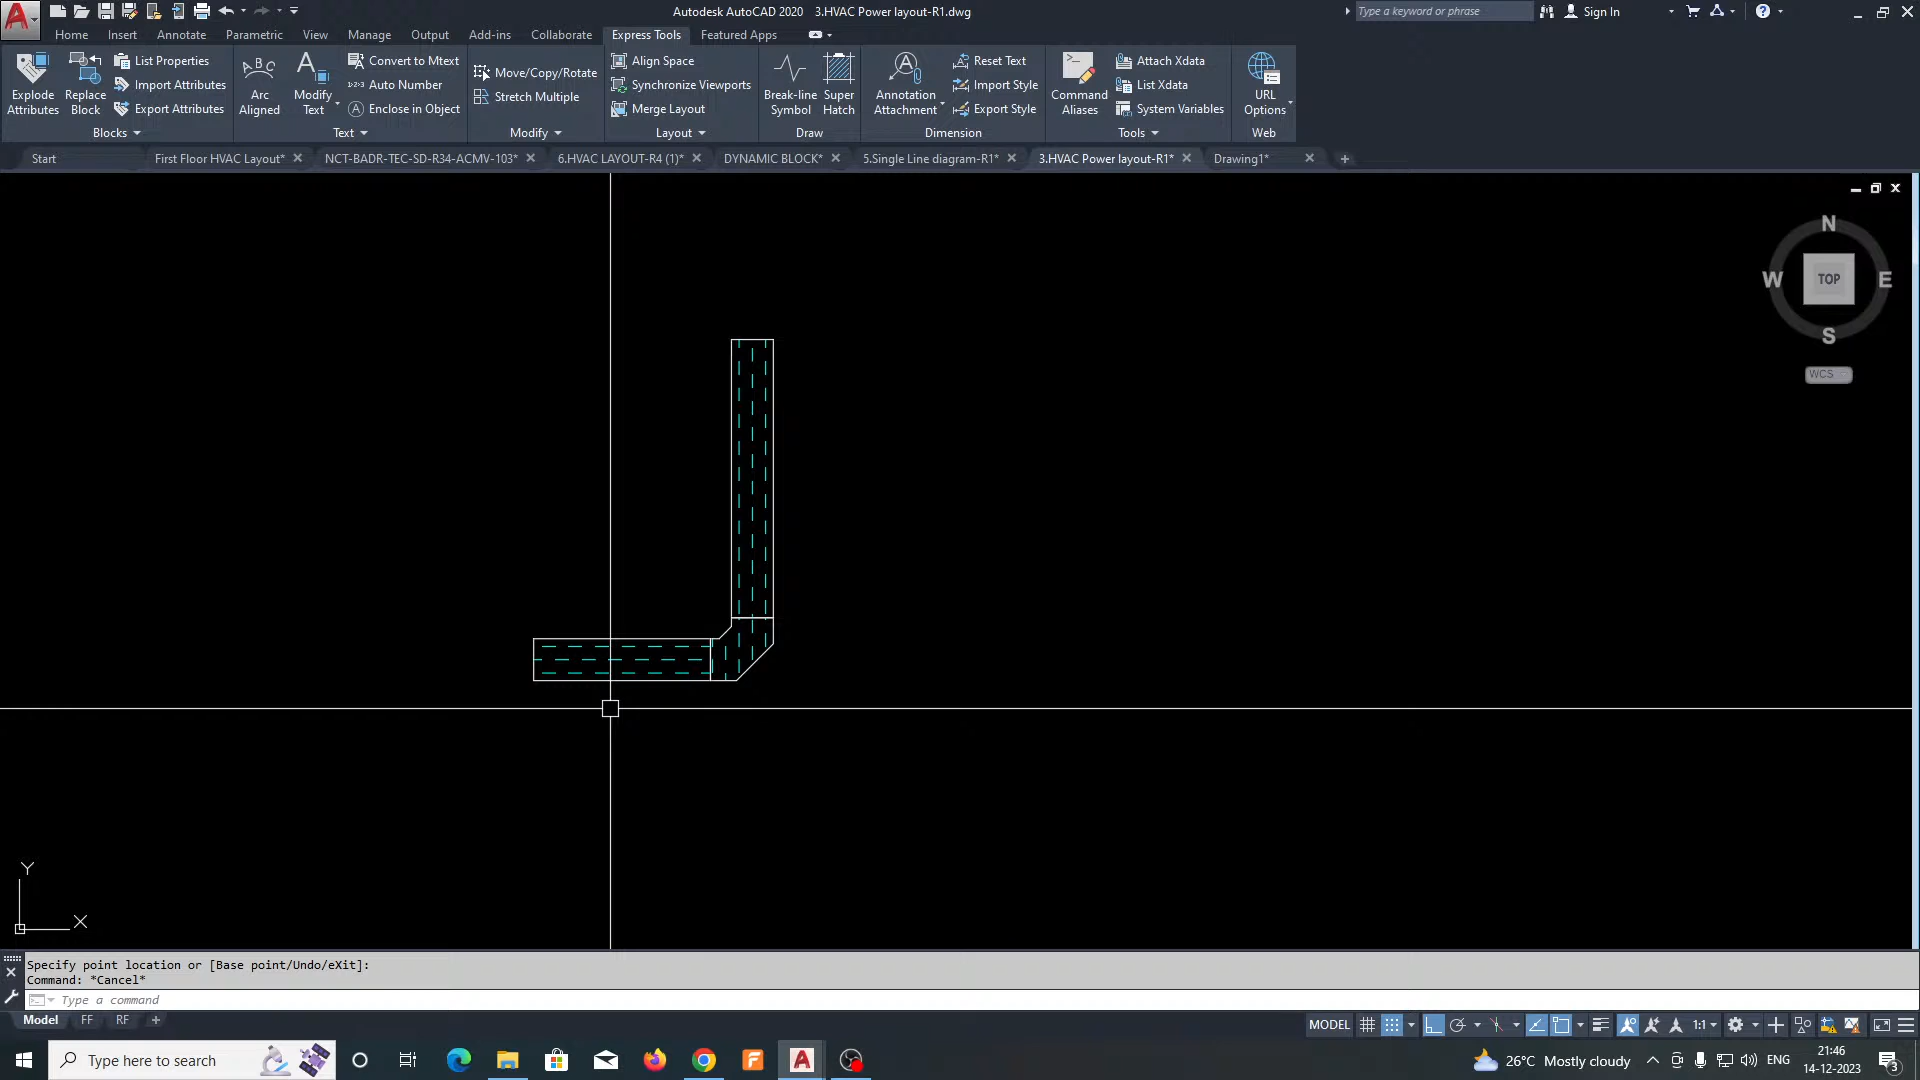 Autodesk AutoCAD 2020 3.HVAC Power layout-R1.dwg
Type a keyword or phrase
Sign In
Home Insert Annotate Parametric View Manage Output Add-ins Collaborate Express Tools Featured Apps
Explode Attributes
Replace Block
List Properties
Import Attributes
Export Attributes
Blocks
Arc Aligned
Modify Text
Convert to Mtext
Auto Number
Enclose in Object
Text
Move/Copy/Rotate
Stretch Multiple
Modify
Align Space
Synchronize Viewports
Merge Layout
Layout
Break-line Symbol
Super Hatch
Draw
Annotation Attachment
Reset Text
Import Style
Export Style
Dimension
Command Aliases
Attach Xdata
List Xdata
System Variables
Tools
URL Options
Web
Start
First Floor HVAC Layout*
NCT-BADR-TEC-SD-R34-ACMV-103*
6.HVAC LAYOUT-R4 (1)*
DYNAMIC BLOCK*
5.Single Line diagram-R1*
3.HVAC Power layout-R1*
Drawing1*
N
W TOP E
S
WCS
Y
X
Specify point location or [Base point/Undo/eXit]:
Command: *Cancel*
Type a command
Model FF RF
MODEL 1:1
Type here to search
26°C Mostly cloudy
ENG
21:46
14-12-2023
3